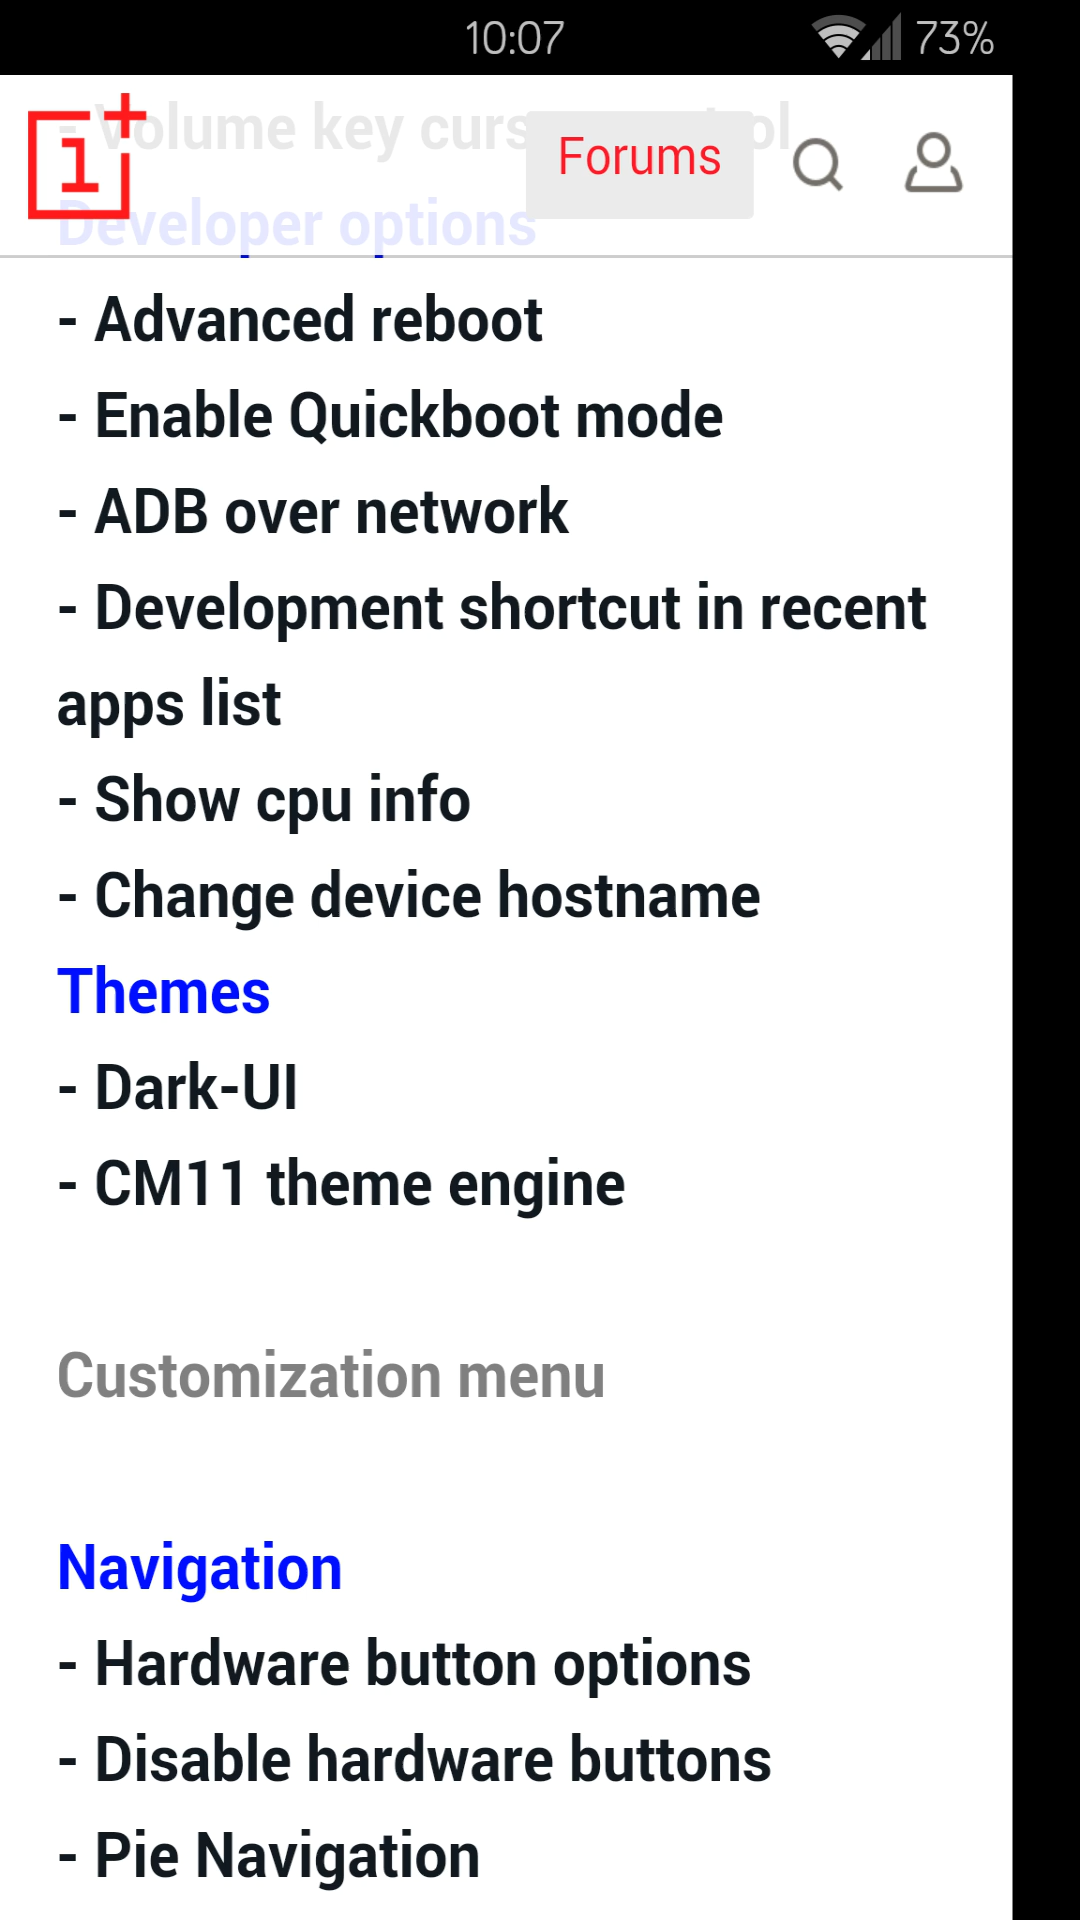 10:07 73%
- Volume key curs ol
Forums
Developer options
- Advanced reboot
- Enable Quickboot mode
- ADB over network
- Development shortcut in recent
apps list
- Show cpu info
- Change device hostname
Themes
- Dark-UI
- CM11 theme engine
Customization menu
Navigation
- Hardware button options
- Disable hardware buttons
- Pie Navigation